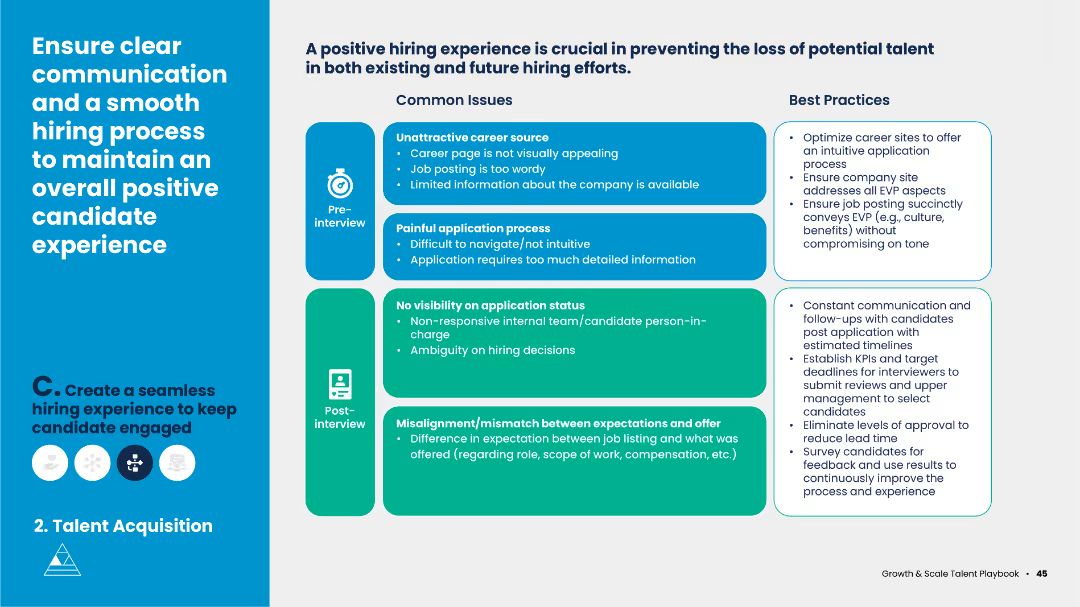 Ensure clear
communication
and a smooth
hiring process
to maintain an
overall positive
candidate
experience
C. Create a seamless
hiring experience to keep
candidate engaged
2. Talent Acquisition
A positive hiring experience is crucial in preventing the loss of potential talent
in both existing and future hiring efforts.
Common Issues
Best Practices
Pre-
interview
Unattractive career source
• Career page is not visually appealing
• Job posting is too wordy
• Limited information about the company is available
Painful application process
• Difficult to navigate/not intuitive
• Application requires too much detailed information
• Optimize career sites to offer
an intuitive application
process
• Ensure company site
addresses all EVP aspects
• Ensure job posting succinctly
conveys EVP (e.g., culture,
benefits) without
compromising on tone
Post-
interview
No visibility on application status
• Non-responsive internal team/candidate person-in-
charge
• Ambiguity on hiring decisions
Misalignment/mismatch between expectations and offer
• Difference in expectation between job listing and what was
offered (regarding role, scope of work, compensation, etc.)
• Constant communication and
follow-ups with candidates
post application with
estimated timelines
• Establish KPIs and target
deadlines for interviewers to
submit reviews and upper
management to select
candidates
• Eliminate levels of approval to
reduce lead time
• Survey candidates for
feedback and use results to
continuously improve the
process and experience
Growth & Scale Talent Playbook • 45